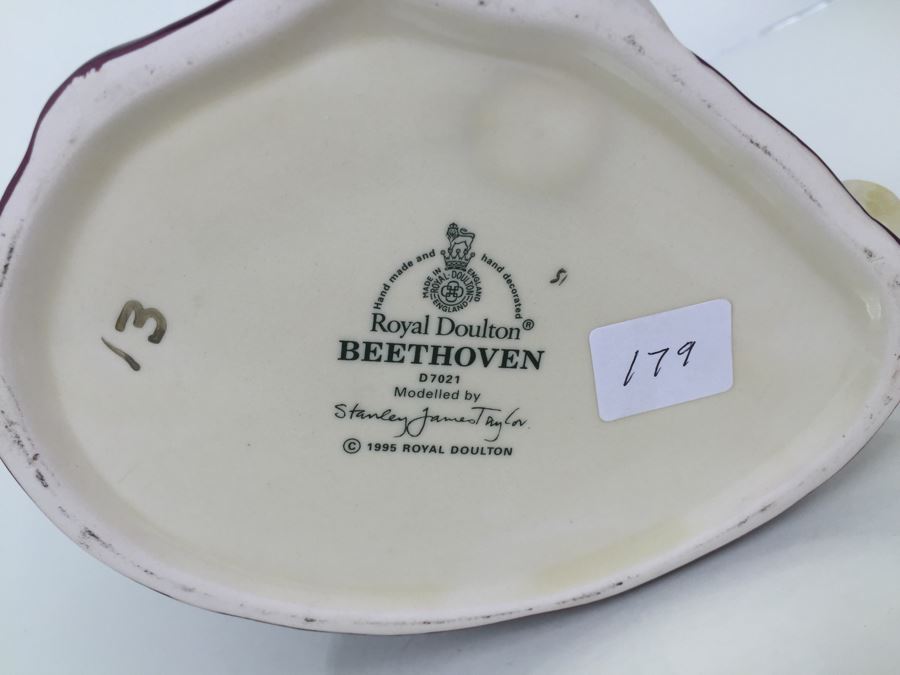 Hand made and hand decorated
MADE IN ENGLAND
ROYAL DOULTON
ENGLAND
Royal Doulton®
BEETHOVEN
D7021
Modelled by
Stanley James Taylor.
© 1995 ROYAL DOULTON
13
179